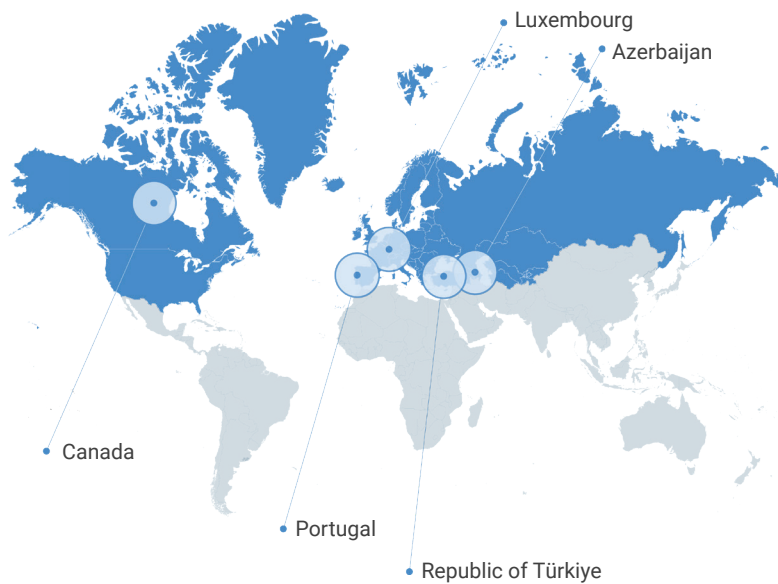 Luxembourg
Azerbaijan
Canada
Portugal
Republic of Türkiye